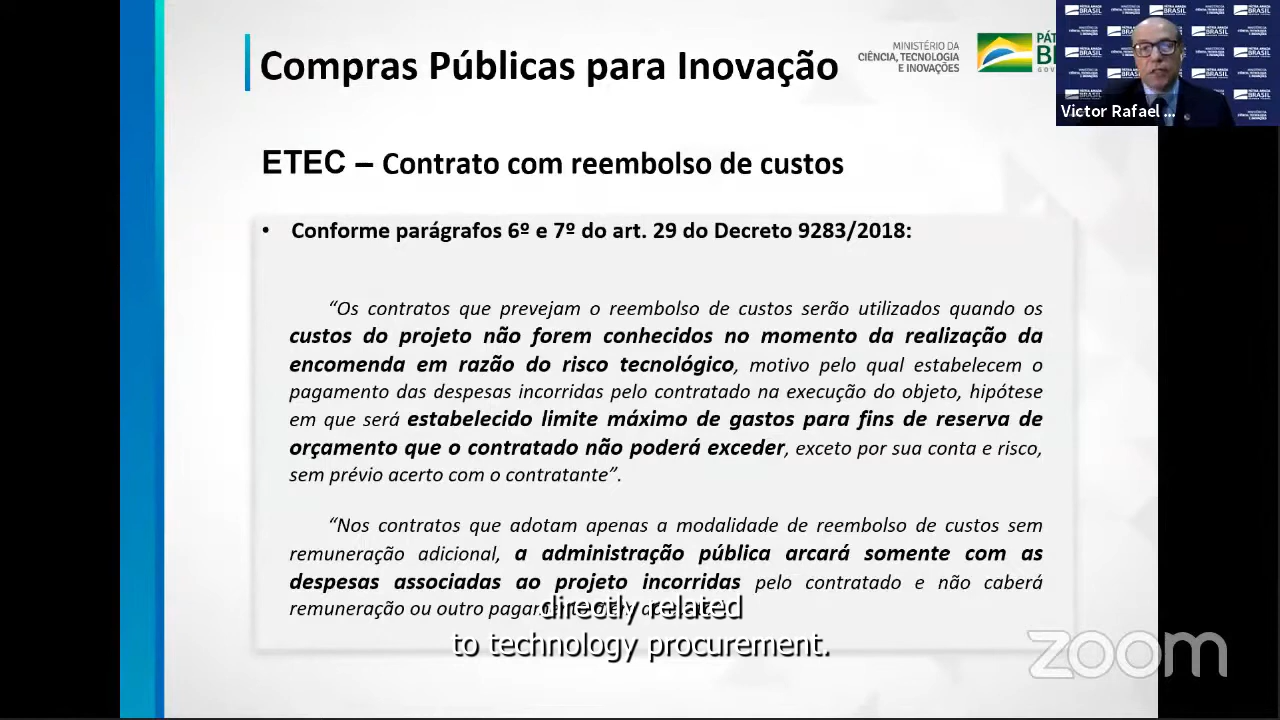 Compras Públicas para Inovação
MINISTÉRIO DA
CIÊNCIA, TECNOLOGIA
E INOVAÇÕES
Victor Rafael ...
ETEC – Contrato com reembolso de custos
• Conforme parágrafos 6º e 7º do art. 29 do Decreto 9283/2018:
“Os contratos que prevejam o reembolso de custos serão utilizados quando os
custos do projeto não forem conhecidos no momento da realização da
encomenda em razão do risco tecnológico, motivo pelo qual estabelecem o
pagamento das despesas incorridas pelo contratado na execução do objeto, hipótese
em que será estabelecido limite máximo de gastos para fins de reserva de
orçamento que o contratado não poderá exceder, exceto por sua conta e risco,
sem prévio acerto com o contratante”.
“Nos contratos que adotam apenas a modalidade de reembolso de custos sem
remuneração adicional, a administração pública arcará somente com as
despesas associadas ao projeto incorridas pelo contratado e não caberá
remuneração ou outro
directly related
to technology procurement.
zoom